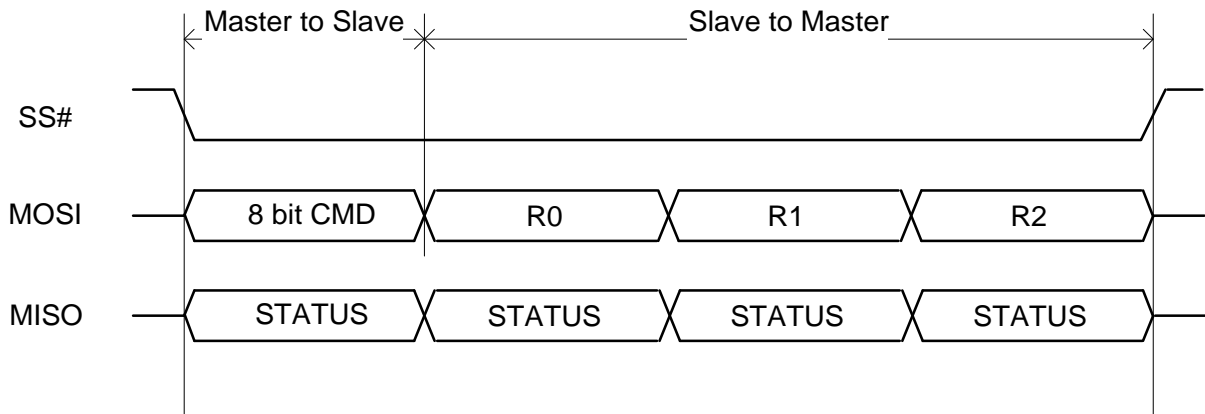 Master to Slave Slave to Master
SS#
MOSI 8 bit CMD R0 R1 R2
MISO STATUS STATUS STATUS STATUS